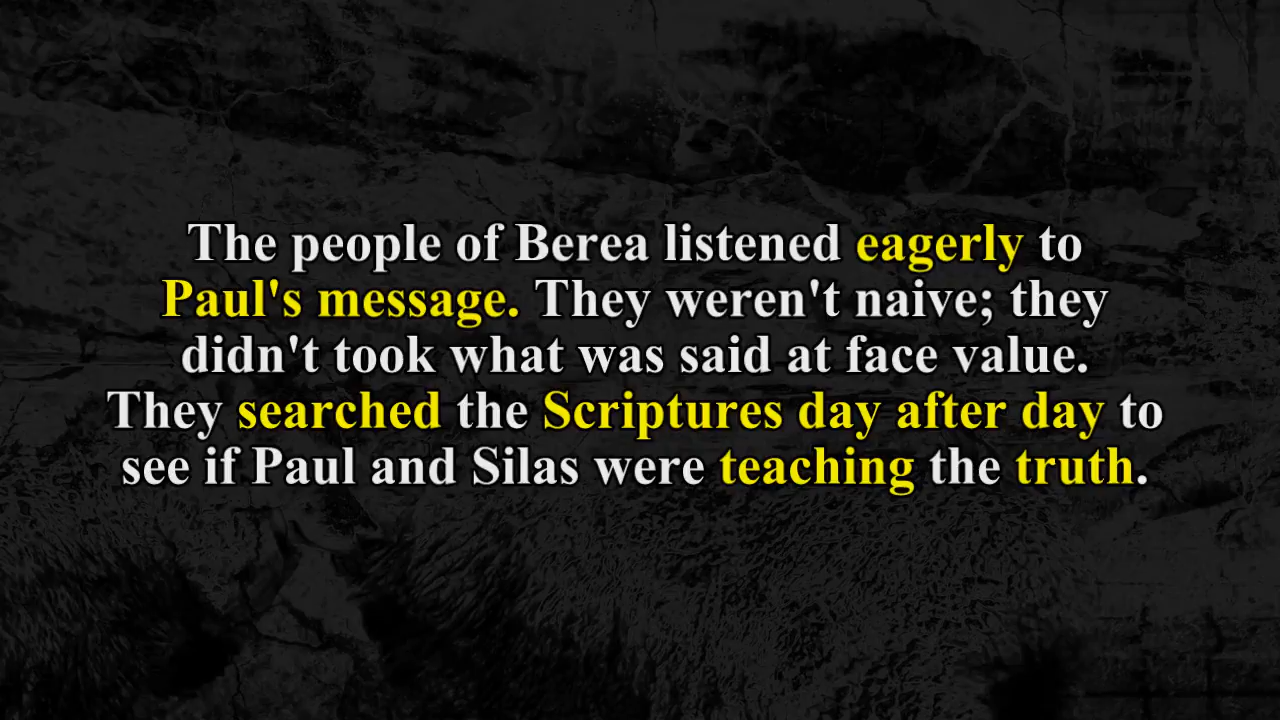 The people of Berea listened eagerly to
Paul's message. They weren't naive; they
didn't took what was said at face value.
They searched the Scriptures day after day to
see if Paul and Silas were teaching the truth.